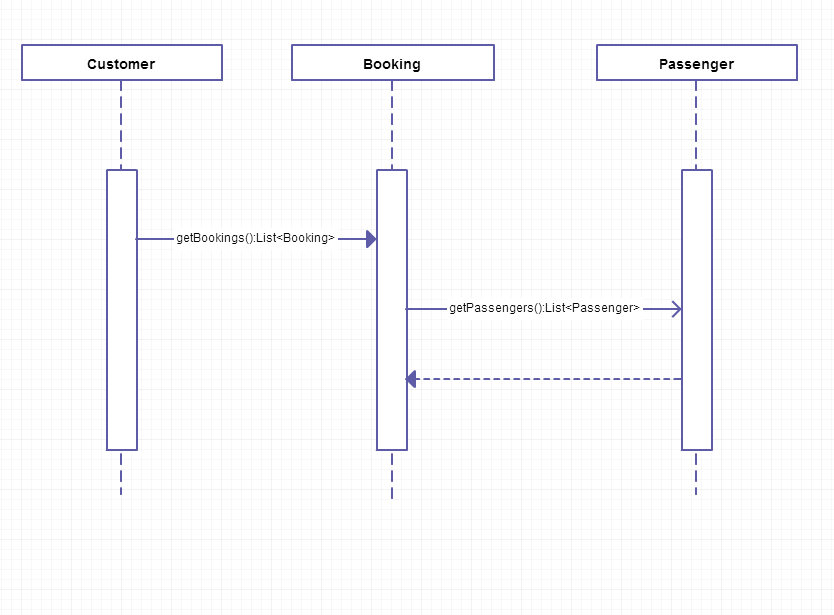 Customer
Booking
Passenger
getBookings():List<Booking>
getPassengers():List<Passenger>